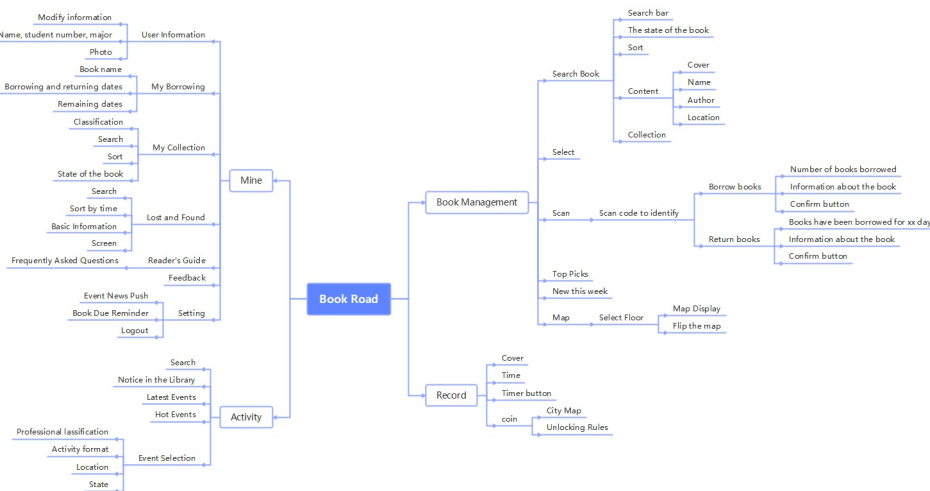 Book Road
Mine
User Information
Modify information
Name, student number, major
Photo
My Borrowing
Book name
Borrowing and returning dates
Remaining dates
My Collection
Classification
Search
Sort
State of the book
Lost and Found
Search
Sort by time
Basic Information
Screen
Reader's Guide
Frequently Asked Questions
Feedback
Setting
Event News Push
Book Due Reminder
Logout
Activity
Search
Notice in the Library
Latest Events
Hot Events
Event Selection
Professional lassification
Activity format
Location
State
Book Management
Search Book
Search bar
The state of the book
Sort
Content
Cover
Name
Author
Location
Collection
Select
Scan
Scan code to identify
Borrow books
Number of books borrowed
Information about the book
Confirm button
Return books
Books have been borrowed for xx day
Information about the book
Confirm button
Top Picks
New this week
Map
Select Floor
Map Display
Flip the map
Record
Cover
Time
Timer button
coin
City Map
Unlocking Rules